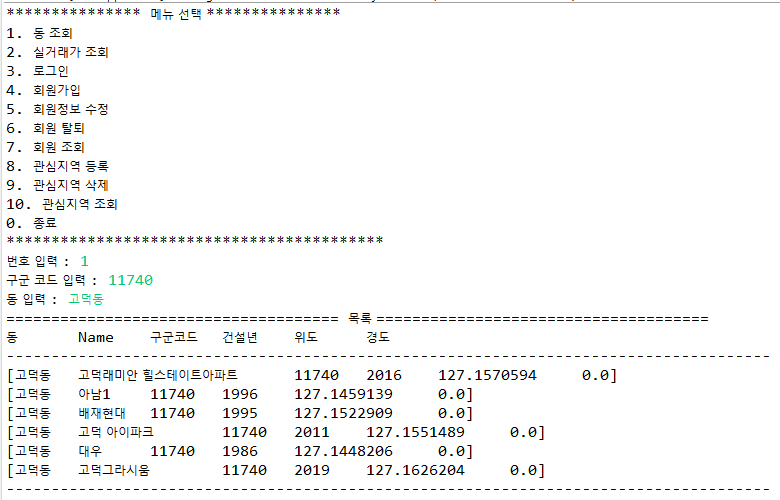 *************** 메뉴 선택 ***************
1. 동 조회
2. 실거래가 조회
3. 로그인
4. 회원가입
5. 회원정보 수정
6. 회원 탈퇴
7. 회원 조회
8. 관심지역 등록
9. 관심지역 삭제
10. 관심지역 조회
0. 종료
******************************************
번호 입력 : 1
구군 코드 입력 : 11740
동 입력 : 고덕동
===================================== 목록 =====================================
동 Name 구군코드 건설년 위도 경도
-------------------------------------------------------------------------------------
[고덕동 고덕래미안 힐스테이트아파트 11740 2016 127.1570594 0.0]
[고덕동 아남1 11740 1996 127.1459139 0.0]
[고덕동 배재현대 11740 1995 127.1522909 0.0]
[고덕동 고덕 아이파크 11740 2011 127.1551489 0.0]
[고덕동 대우 11740 1986 127.1448206 0.0]
[고덕동 고덕그라시움 11740 2019 127.1626204 0.0]
-------------------------------------------------------------------------------------